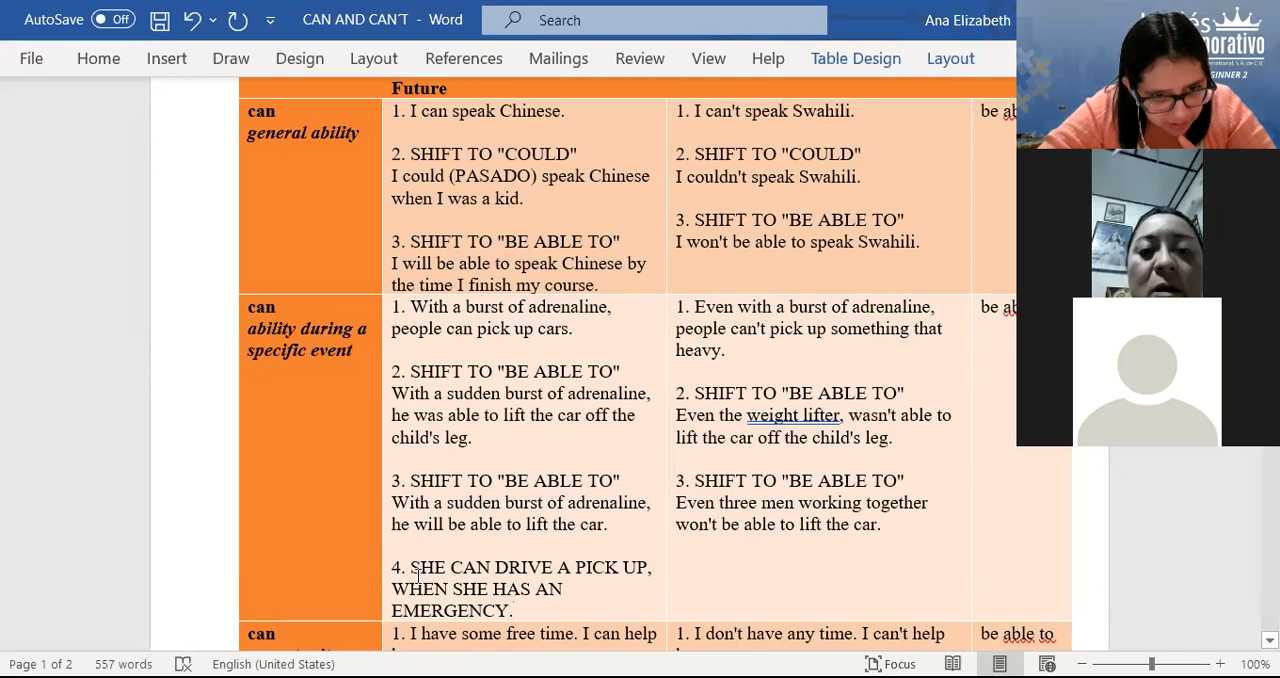 AutoSave Off CAN AND CAN'T - Word Search Ana Elizabeth
File Home Insert Draw Design Layout References Mailings Review View Help Table Design Layout
Future
can
general ability
1. I can speak Chinese.
2. SHIFT TO "COULD"
I could (PASADO) speak Chinese
when I was a kid.
3. SHIFT TO "BE ABLE TO"
I will be able to speak Chinese by
the time I finish my course.
1. I can't speak Swahili.
2. SHIFT TO "COULD"
I couldn't speak Swahili.
3. SHIFT TO "BE ABLE TO"
I won't be able to speak Swahili.
be ab
can
ability during a
specific event
1. With a burst of adrenaline,
people can pick up cars.
2. SHIFT TO "BE ABLE TO"
With a sudden burst of adrenaline,
he was able to lift the car off the
child's leg.
3. SHIFT TO "BE ABLE TO"
With a sudden burst of adrenaline,
he will be able to lift the car.
4. SHE CAN DRIVE A PICK UP,
WHEN SHE HAS AN
EMERGENCY.
1. Even with a burst of adrenaline,
people can't pick up something that
heavy.
2. SHIFT TO "BE ABLE TO"
Even the weight lifter, wasn't able to
lift the car off the child's leg.
3. SHIFT TO "BE ABLE TO"
Even three men working together
won't be able to lift the car.
be ab
can
1. I have some free time. I can help
1. I don't have any time. I can't help
be able to
Page 1 of 2 557 words English (United States) Focus 100%